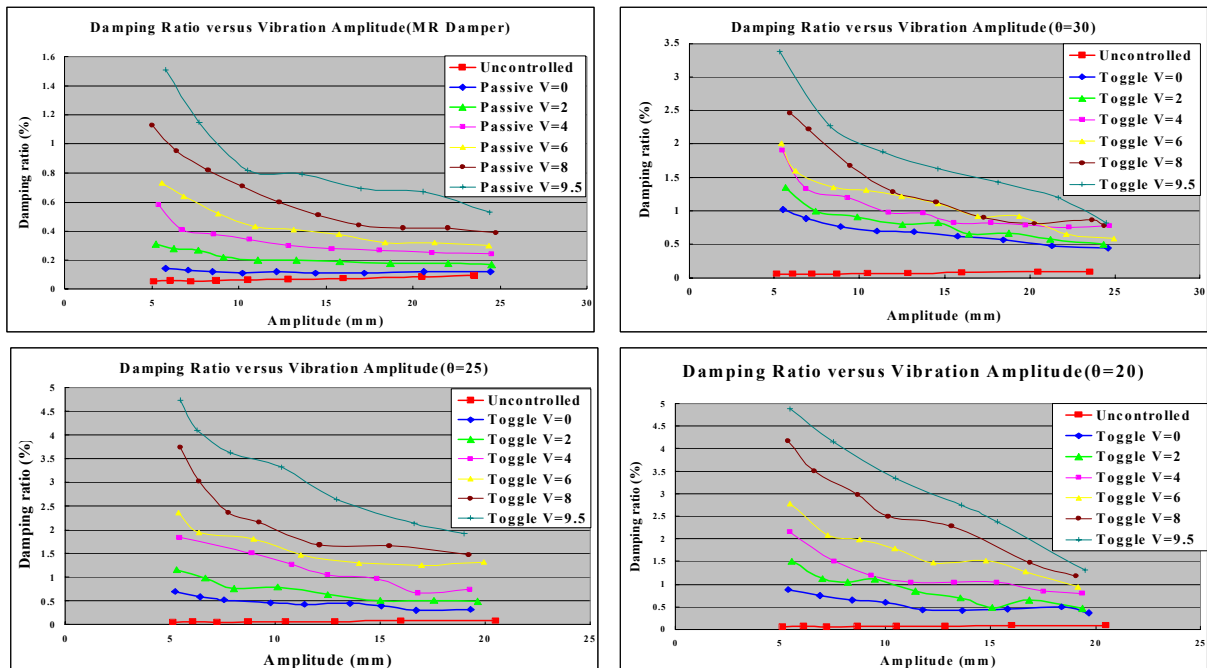 Damping Ratio versus Vibration Amplitude(MR Damper)
Damping ratio (%)
1.6
1.4
1.2
1
0.8
0.6
0.4
0.2
0
0
5
10
15
20
25
30
Amplitude (mm)
Uncontrolled
Passive V=0
Passive V=2
Passive V=4
Passive V=6
Passive V=8
Passive V=9.5
Damping Ratio versus Vibration Amplitude(θ=30)
Damping ratio (%)
3.5
3
2.5
2
1.5
1
0.5
0
0
5
10
15
20
25
30
Amplitude (mm)
Uncontrolled
Toggle V=0
Toggle V=2
Toggle V=4
Toggle V=6
Toggle V=8
Toggle V=9.5
Damping Ratio versus Vibration Amplitude(θ=25)
Damping ratio (%)
5
4.5
4
3.5
3
2.5
2
1.5
1
0.5
0
0
5
10
15
20
25
Amplitude (mm)
Uncontrolled
Toggle V=0
Toggle V=2
Toggle V=4
Toggle V=6
Toggle V=8
Toggle V=9.5
Damping Ratio versus Vibration Amplitude(θ=20)
Damping ratio (%)
5
4.5
4
3.5
3
2.5
2
1.5
1
0.5
0
0
5
10
15
20
25
Amplitude (mm)
Uncontrolled
Toggle V=0
Toggle V=2
Toggle V=4
Toggle V=6
Toggle V=8
Toggle V=9.5